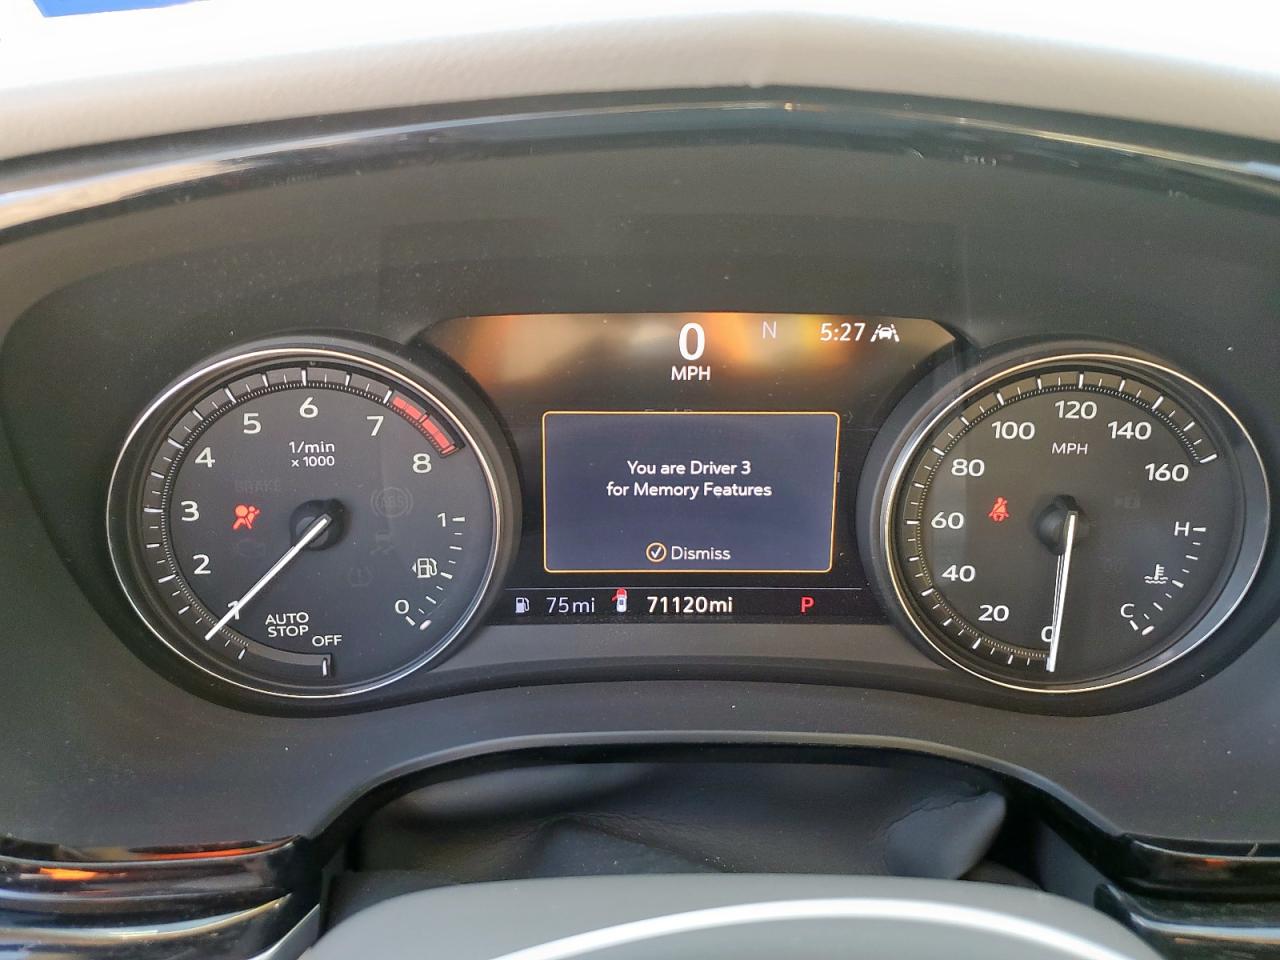 0
MPH
N
5:27
You are Driver 3
for Memory Features
Dismiss
75mi
71120mi
P
1
2
3
4
5
6
7
8
1/min
x 1000
BRAKE
ABS
AUTO
STOP
OFF
1
0
0
20
40
60
80
100
120
140
160
MPH
H
C